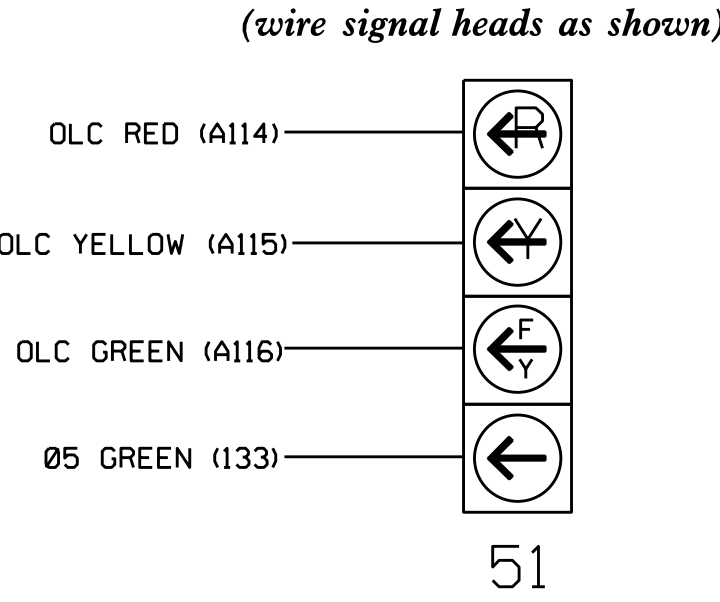 (wire signal heads as shown)
OLC RED (A114)
R
OLC YELLOW (A115)
Y
OLC GREEN (A116)
F
Y
Ø5 GREEN (133)
51